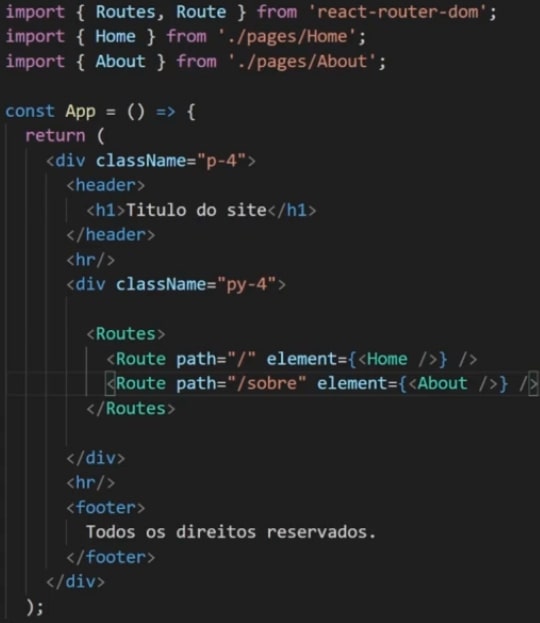 import { Routes, Route } from 'react-router-dom';
import { Home } from './pages/Home';
import { About } from './pages/About';

const App = () => {
  return (
    <div className="p-4">
      <header>
        <h1>Titulo do site</h1>
      </header>
      <hr/>
      <div className="py-4">

        <Routes>
          <Route path="/" element={<Home />} />
          <Route path="/sobre" element={<About />} />
        </Routes>

      </div>
      <hr/>
      <footer>
        Todos os direitos reservados.
      </footer>
    </div>
  );